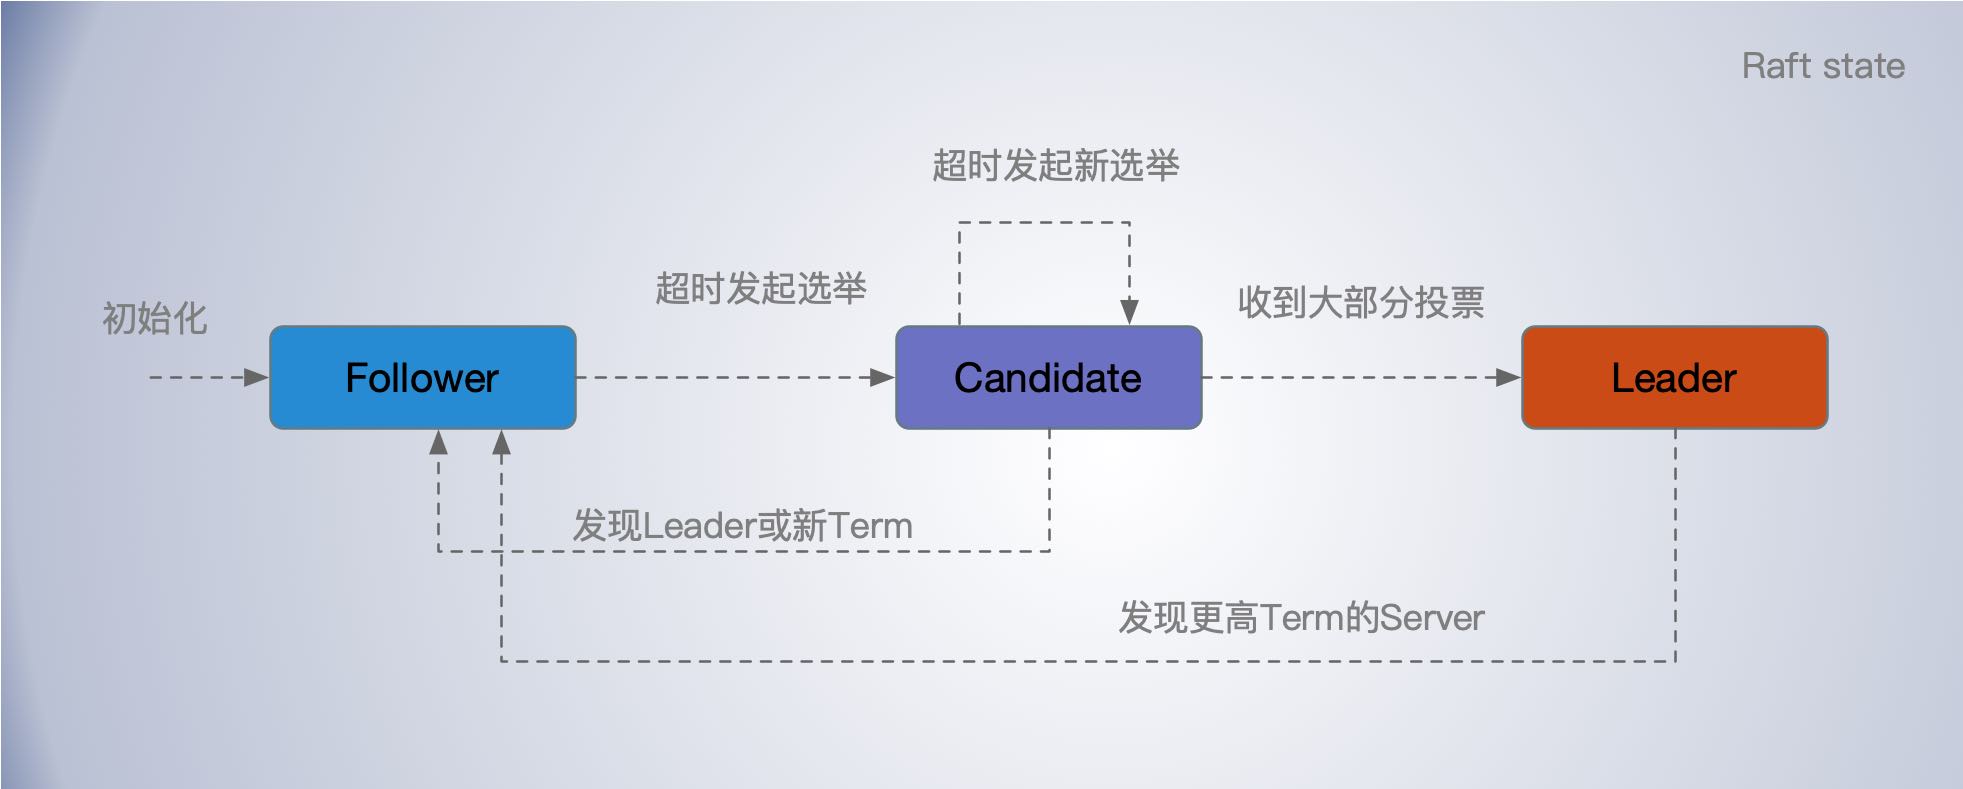 Raft state
超时发起新选举
超时发起选举
收到大部分投票
初始化
Follower
Candidate
Leader
发现Leader或新Term
发现更高Term的Server